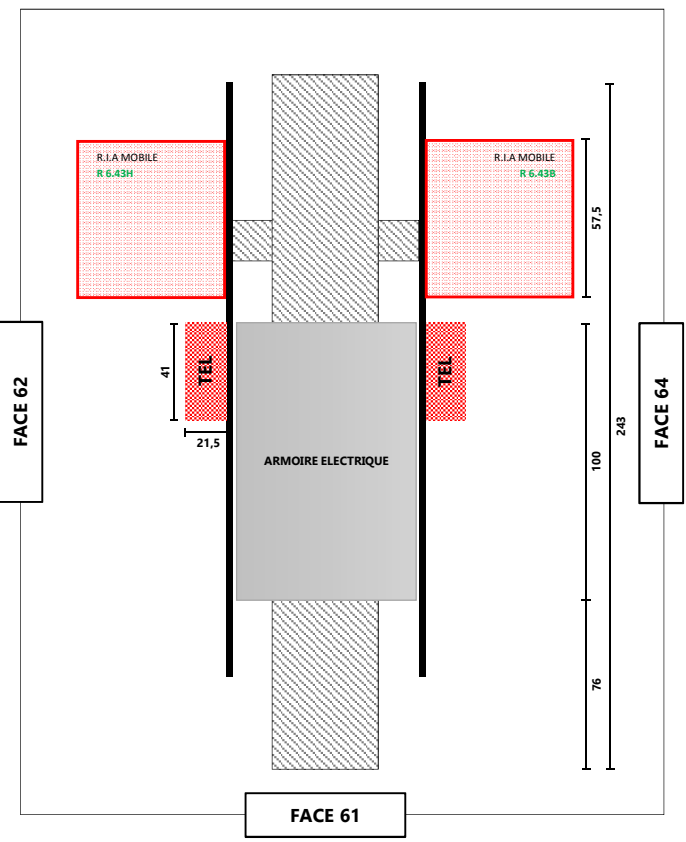 R.I.A MOBILE
R 6.43H
R.I.A MOBILE
R 6.43B
57,5
FACE 62
41
TEL
21,5
TEL
ARMOIRE ELECTRIQUE
100
243
FACE 64
76
FACE 61